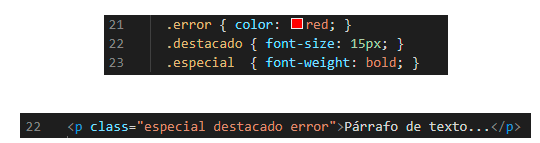 21 .error { color: red; }
22 .destacado { font-size: 15px; }
23 .especial  { font-weight: bold; }
22 <p class="especial destacado error">Párrafo de texto...</p>